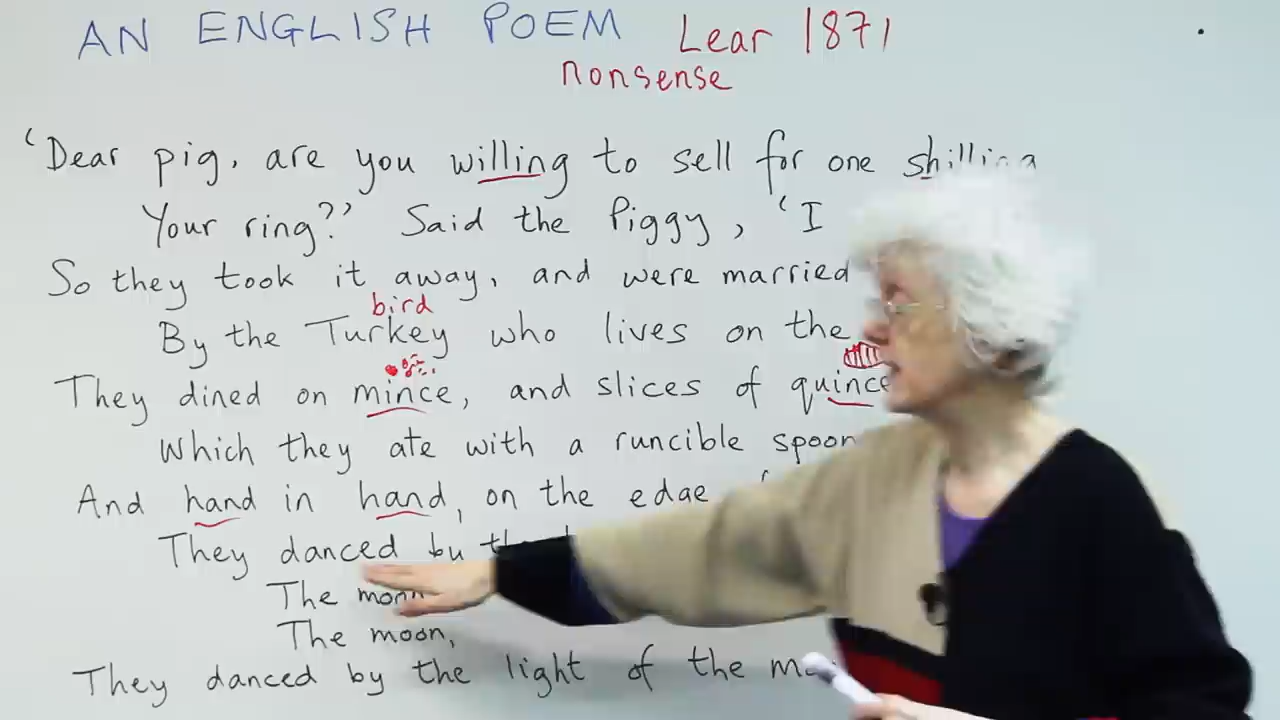 AN ENGLISH POEM Lear 1871
nonsense
'Dear pig, are you willing to sell for one shilling
Your ring?' Said the Piggy, 'I
So they took it away, and were married
bird
By the Turkey who lives on the
They dined on mince, and slices of quince
Which they ate with a runcible spoon
And hand in hand, on the edge
They danced by
The moon
The moon,
They danced by the light of the